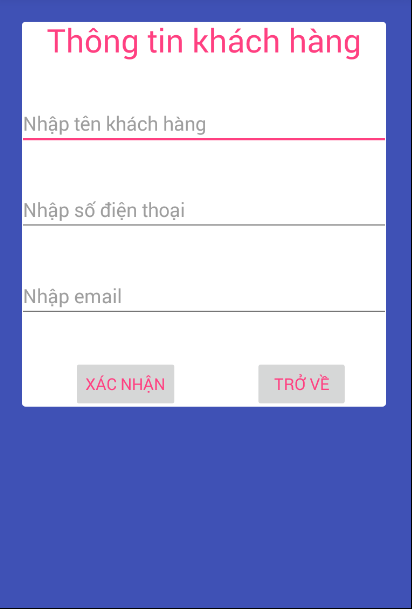 Thông tin khách hàng
Nhập tên khách hàng
Nhập số điện thoại
Nhập email
XÁC NHẬN TRỞ VỀ